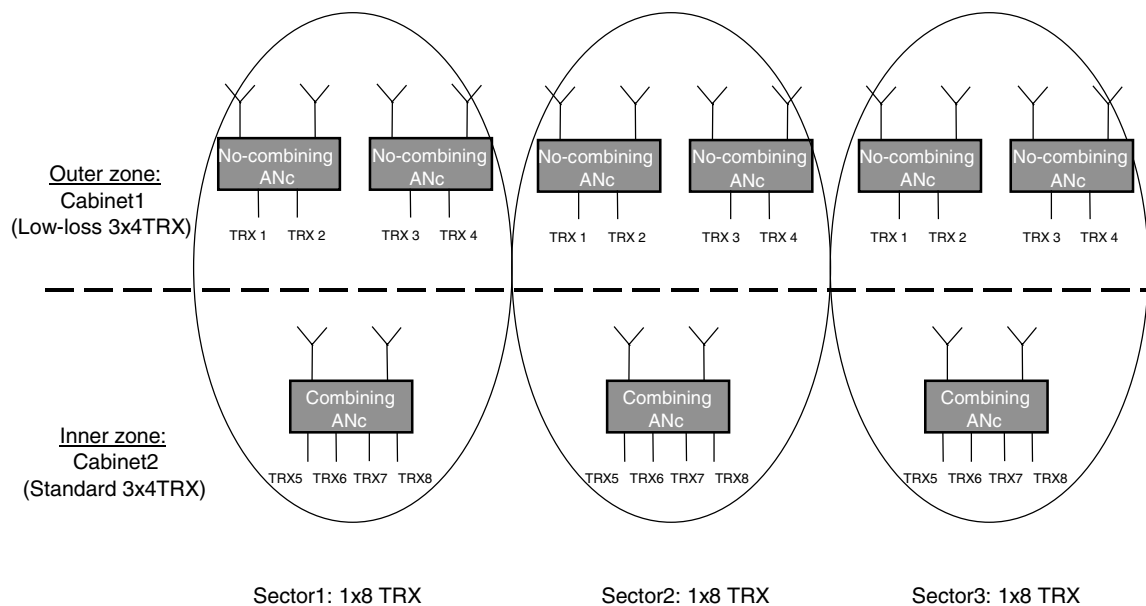 No-combining
ANc
No-combining
ANc
No-combining
ANc
No-combining
ANc
No-combining
ANc
No-combining
ANc
Outer zone:
Cabinet1
(Low-loss 3x4TRX)
TRX 1 TRX 2 TRX 3 TRX 4
TRX 1 TRX 2 TRX 3 TRX 4
TRX 1 TRX 2 TRX 3 TRX 4
Combining
ANc
Combining
ANc
Combining
ANc
Inner zone:
Cabinet2
(Standard 3x4TRX)
TRX5 TRX6 TRX7 TRX8
TRX5 TRX6 TRX7 TRX8
TRX5 TRX6 TRX7 TRX8
Sector1: 1x8 TRX
Sector2: 1x8 TRX
Sector3: 1x8 TRX